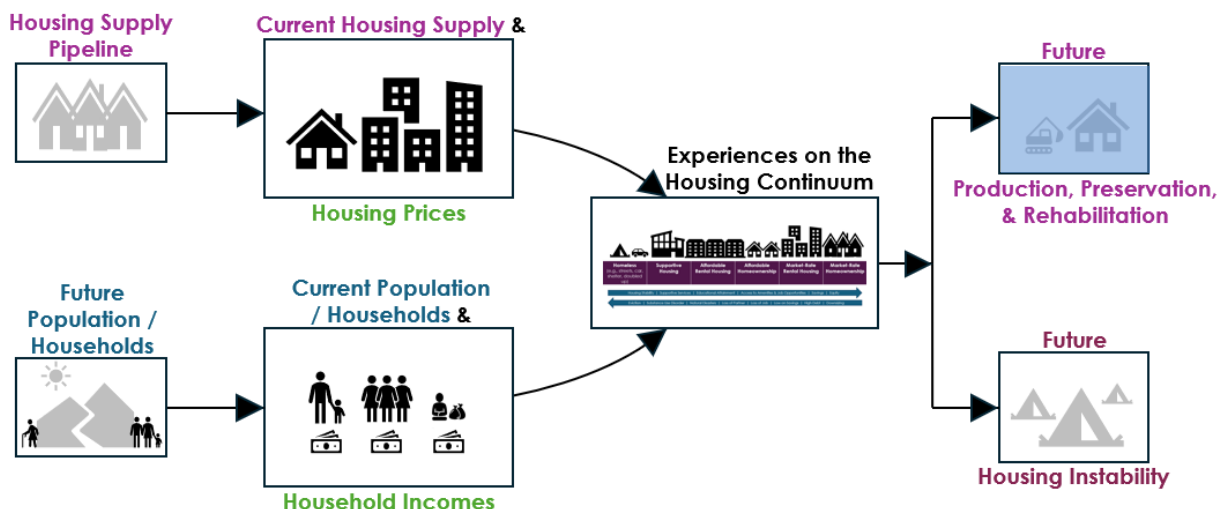 Housing Supply
Pipeline
Current Housing Supply &
Housing Prices
Future
Population /
Households
Current Population
/ Households &
Household Incomes
Experiences on the
Housing Continuum
Homeless
Supportive
Housing
Affordable
Rental Housing
Affordable
Homeownership
Market-Rate
Rental Housing
Market-Rate
Homeownership
Future
Production, Preservation,
& Rehabilitation
Future
Housing Instability